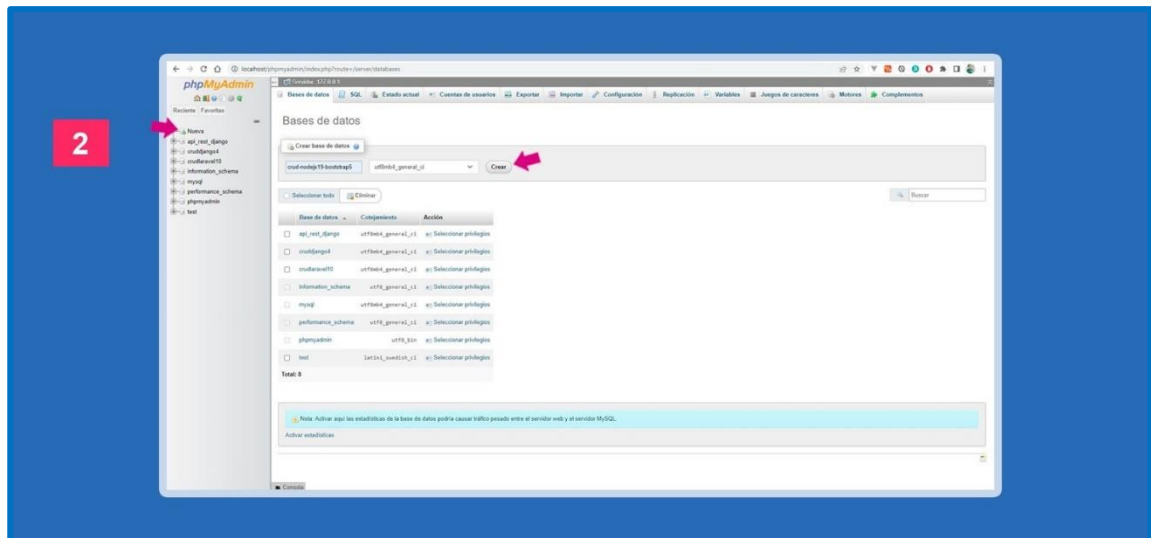 2
localhost/phpmyadmin/index.php?route=/server/databases
phpMyAdmin
Reciente Favoritas
Nueva
api_rest_django
cruddjango4
crudlaravel10
information_schema
mysql
performance_schema
phpmyadmin
test
Servidor: 127.0.0.1
Bases de datos SQL Estado actual Cuentas de usuarios Exportar Importar Configuración Replicación Variables Juegos de caracteres Motores Complementos
Bases de datos
Crear base de datos
crud-nodejs19-bootstrap5 utf8mb4_general_ci Crear
Seleccionar todo Eliminar Buscar
Base de datos Cotejamiento Acción
api_rest_django utf8mb4_general_ci Seleccionar privilegios
cruddjango4 utf8mb4_general_ci Seleccionar privilegios
crudlaravel10 utf8mb4_general_ci Seleccionar privilegios
information_schema utf8_general_ci Seleccionar privilegios
mysql utf8mb4_general_ci Seleccionar privilegios
performance_schema utf8_general_ci Seleccionar privilegios
phpmyadmin utf8_bin Seleccionar privilegios
test latin1_swedish_ci Seleccionar privilegios
Total: 8
Nota: Activar aquí las estadísticas de la base de datos podría causar tráfico pesado entre el servidor web y el servidor MySQL.
Activar estadísticas
Consola